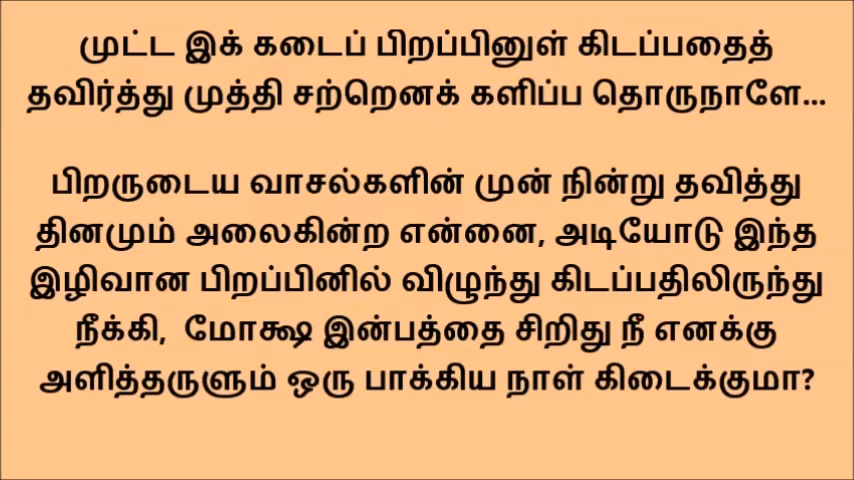 முட்ட இக் கடைப் பிறப்பினுள் கிடப்பதைத்
தவிர்த்து முத்தி சற்றெனக் களிப்ப தொருநாளே...
பிறருடைய வாசல்களின் முன் நின்று தவித்து
தினமும் அலைகின்ற என்னை, அடியோடு இந்த
இழிவான பிறப்பினில் விழுந்து கிடப்பதிலிருந்து
நீக்கி, மோக்ஷ இன்பத்தை சிறிது நீ எனக்கு
அளித்தருளும் ஒரு பாக்கிய நாள் கிடைக்குமா?